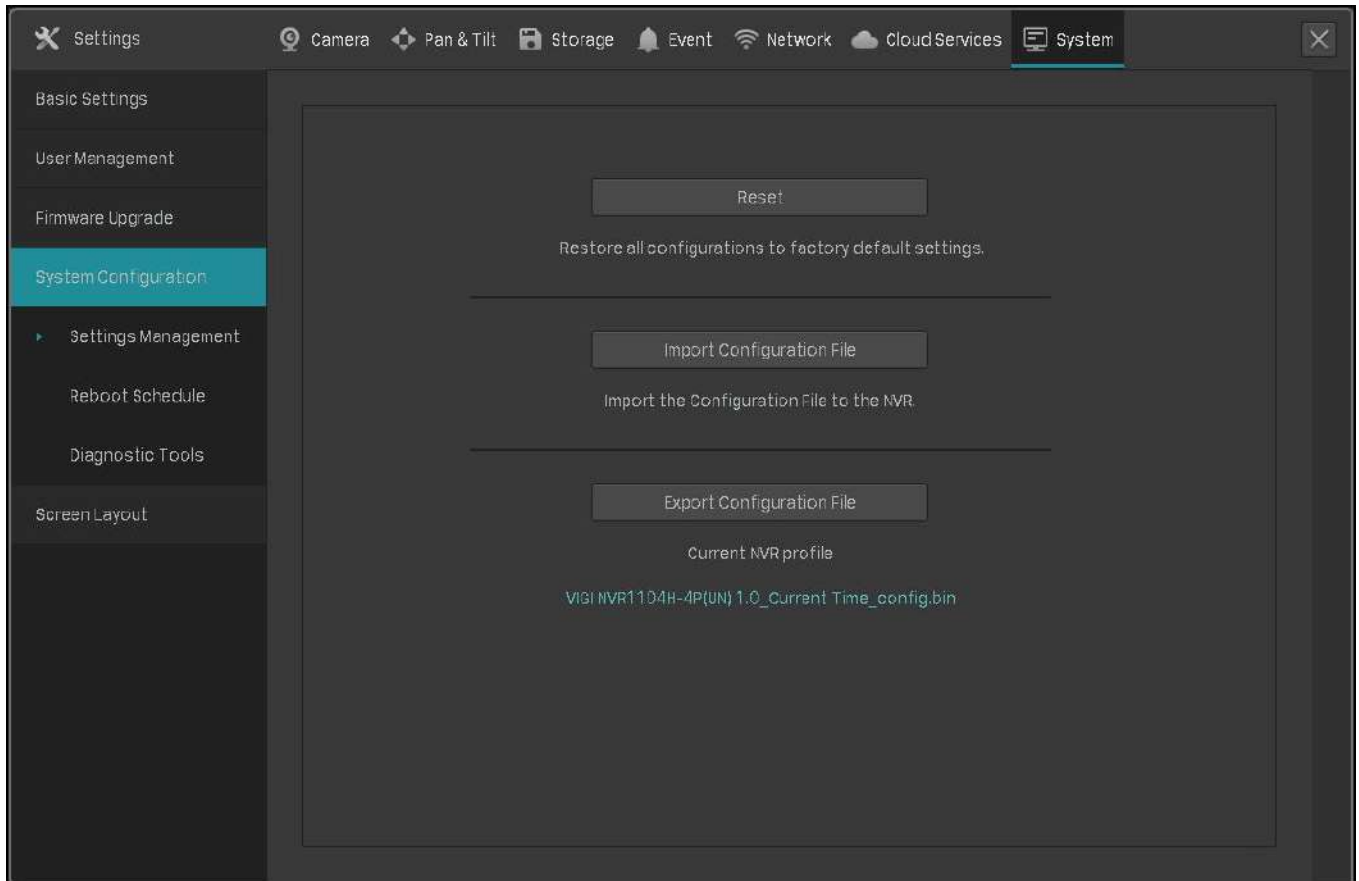 Settings
Camera
Pan & Tilt
Storage
Event
Network
Cloud Services
System
Basic Settings
User Management
Firmware Upgrade
System Configuration
Settings Management
Reboot Schedule
Diagnostic Tools
Screen Layout
Reset
Restore all configurations to factory default settings.
Import Configuration File
Import the Configuration File to the NVR.
Export Configuration File
Current NVR profile
VIGI NVR1104H-4P(UN) 1.0_Current Time_config.bin